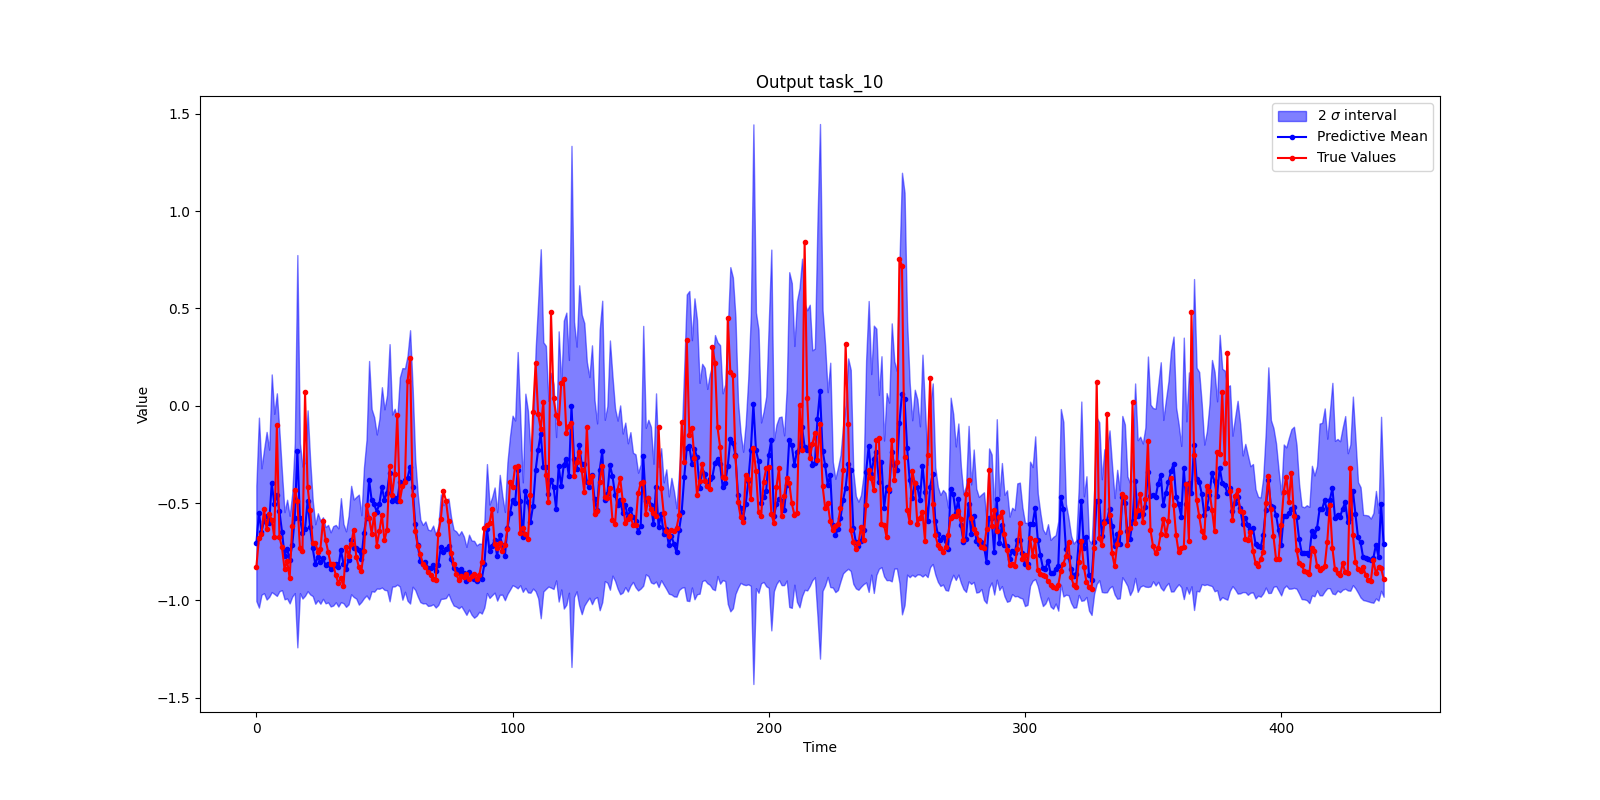 Output task_10
2 σ interval
Predictive Mean
True Values
1.5
1.0
0.5
0.0
−0.5
−1.0
−1.5
Value
0
100
200
300
400
Time